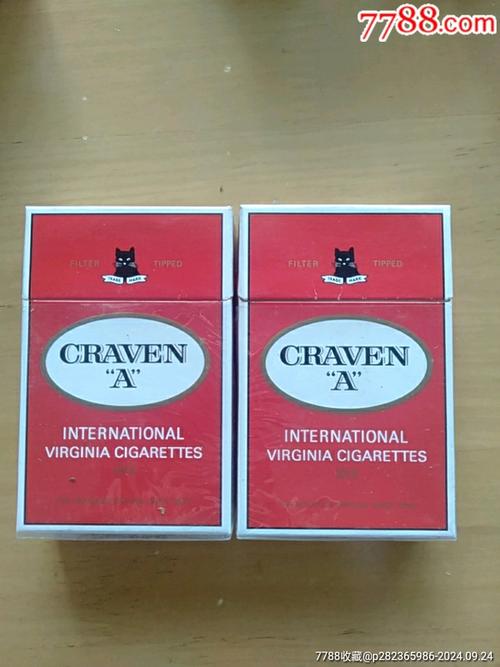 7788.com
FILTER TIPPED
TRADE MARK
CRAVEN
“A”
INTERNATIONAL
VIRGINIA CIGARETTES
FILTER TIPPED
TRADE MARK
CRAVEN
“A”
INTERNATIONAL
VIRGINIA CIGARETTES
7788收藏@p282365986-2024.09.24